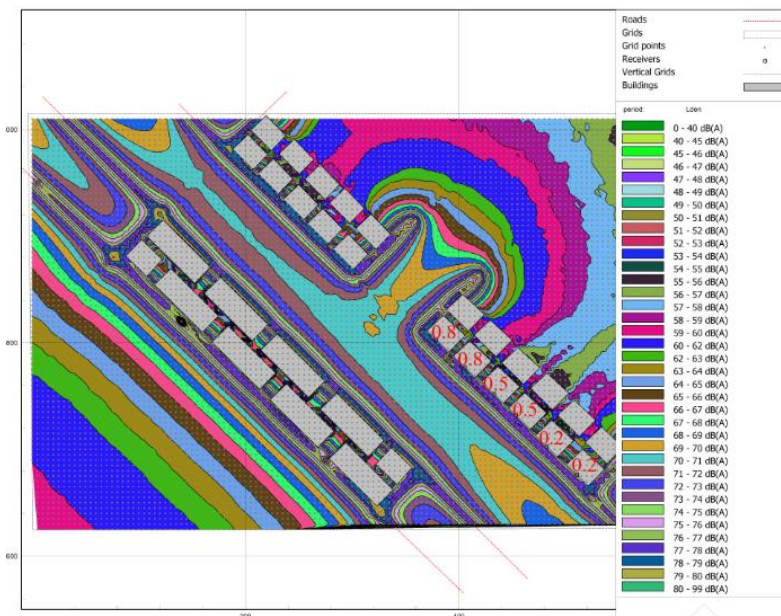 Roads
Grids
Grid points
Receivers
Vertical Grids
Buildings
period: Lden
0 - 40 dB(A)
40 - 45 dB(A)
45 - 46 dB(A)
46 - 47 dB(A)
47 - 48 dB(A)
48 - 49 dB(A)
49 - 50 dB(A)
50 - 51 dB(A)
51 - 52 dB(A)
52 - 53 dB(A)
53 - 54 dB(A)
54 - 55 dB(A)
55 - 56 dB(A)
56 - 57 dB(A)
57 - 58 dB(A)
58 - 59 dB(A)
59 - 60 dB(A)
60 - 62 dB(A)
62 - 63 dB(A)
63 - 64 dB(A)
64 - 65 dB(A)
65 - 66 dB(A)
66 - 67 dB(A)
67 - 68 dB(A)
68 - 69 dB(A)
69 - 70 dB(A)
70 - 71 dB(A)
71 - 72 dB(A)
72 - 73 dB(A)
73 - 74 dB(A)
74 - 75 dB(A)
75 - 76 dB(A)
76 - 77 dB(A)
77 - 78 dB(A)
78 - 79 dB(A)
79 - 80 dB(A)
80 - 99 dB(A)
0.8
0.8
0.5
0.5
0.2
0.2